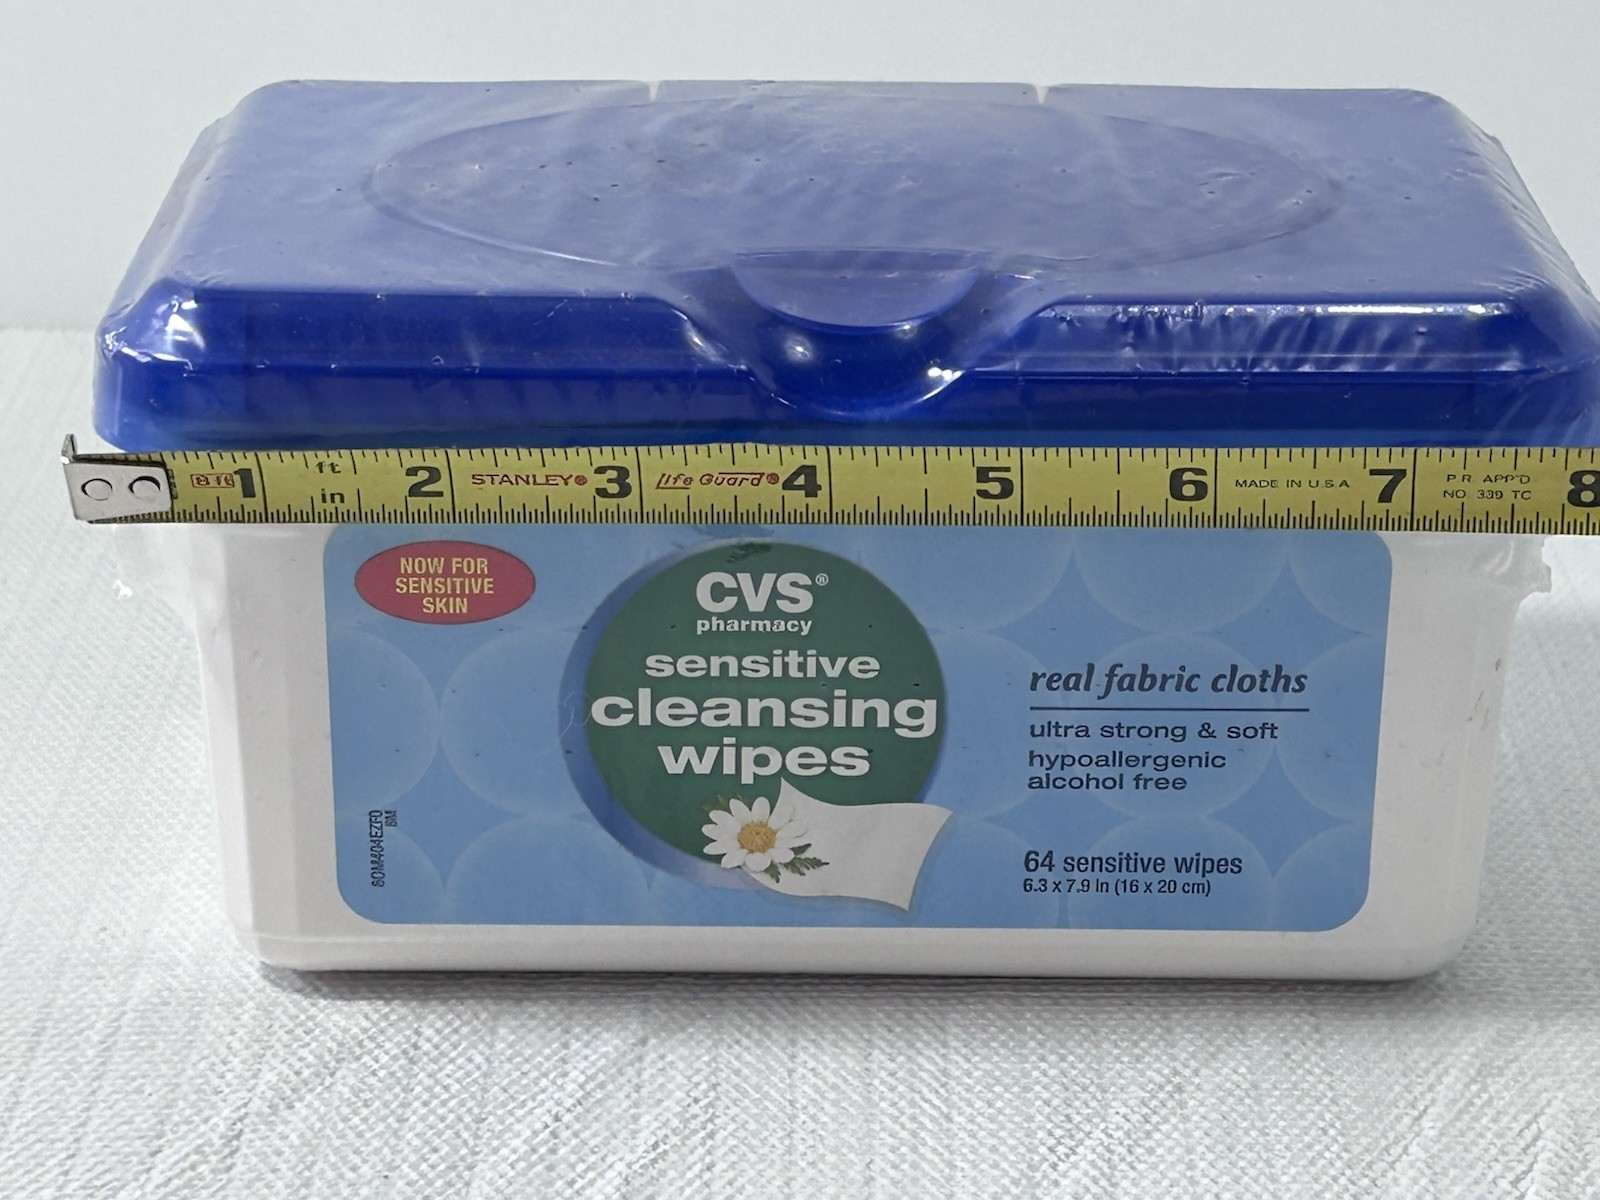 8 ft 1 ft in 2 STANLEY® 3 Life Guard® 4 5 6 MADE IN U.S.A 7 P.R. APP'D NO 339 TC 8
NOW FOR
SENSITIVE
SKIN
CVS®
pharmacy
sensitive
cleansing
wipes
real fabric cloths
ultra strong & soft
hypoallergenic
alcohol free
64 sensitive wipes
6.3 x 7.9 in (16 x 20 cm)